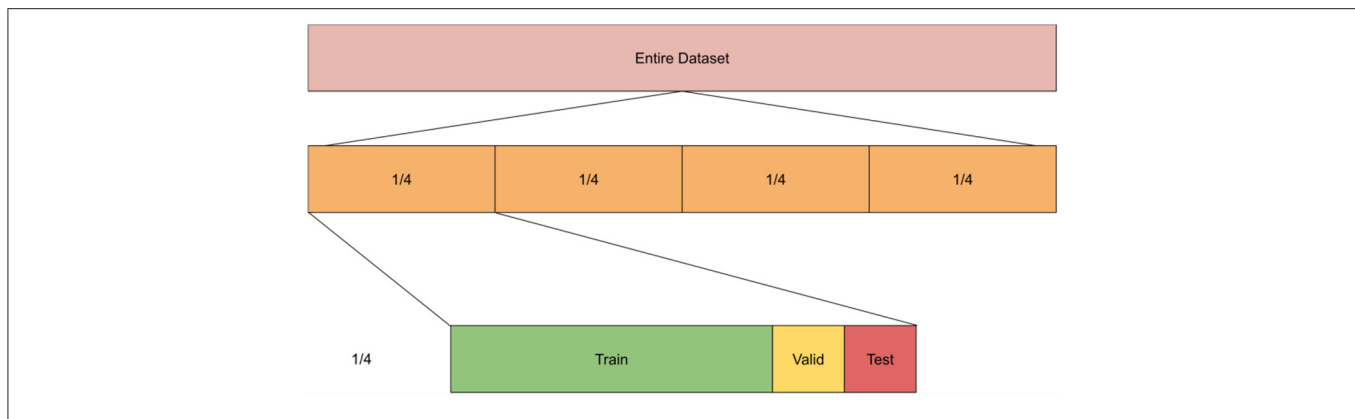 Entire Dataset
1/4 1/4 1/4 1/4
1/4 Train Valid Test